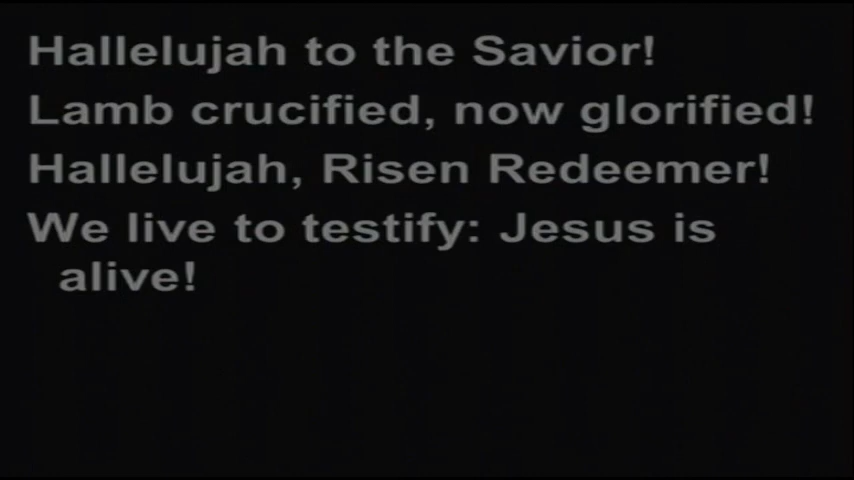 Hallelujah to the Savior!
Lamb crucified, now glorified!
Hallelujah, Risen Redeemer!
We live to testify: Jesus is
alive!